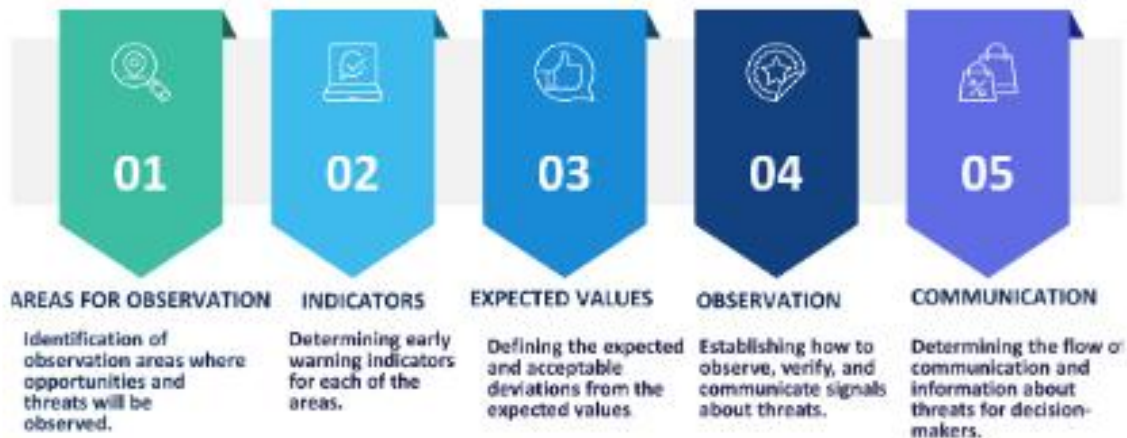 01
02
03
04
05
AREAS FOR OBSERVATION
Identification of
observation areas where
opportunities and
threats will be
observed.
INDICATORS
Determining early
warning indicators
for each of the
areas.
EXPECTED VALUES
Defining the expected
and acceptable
deviations from the
expected values
OBSERVATION
Establishing how to
observe, verify, and
communicate signals
about threats.
COMMUNICATION
Determining the flow of
communication and
information about
threats for decision-
makers.
%